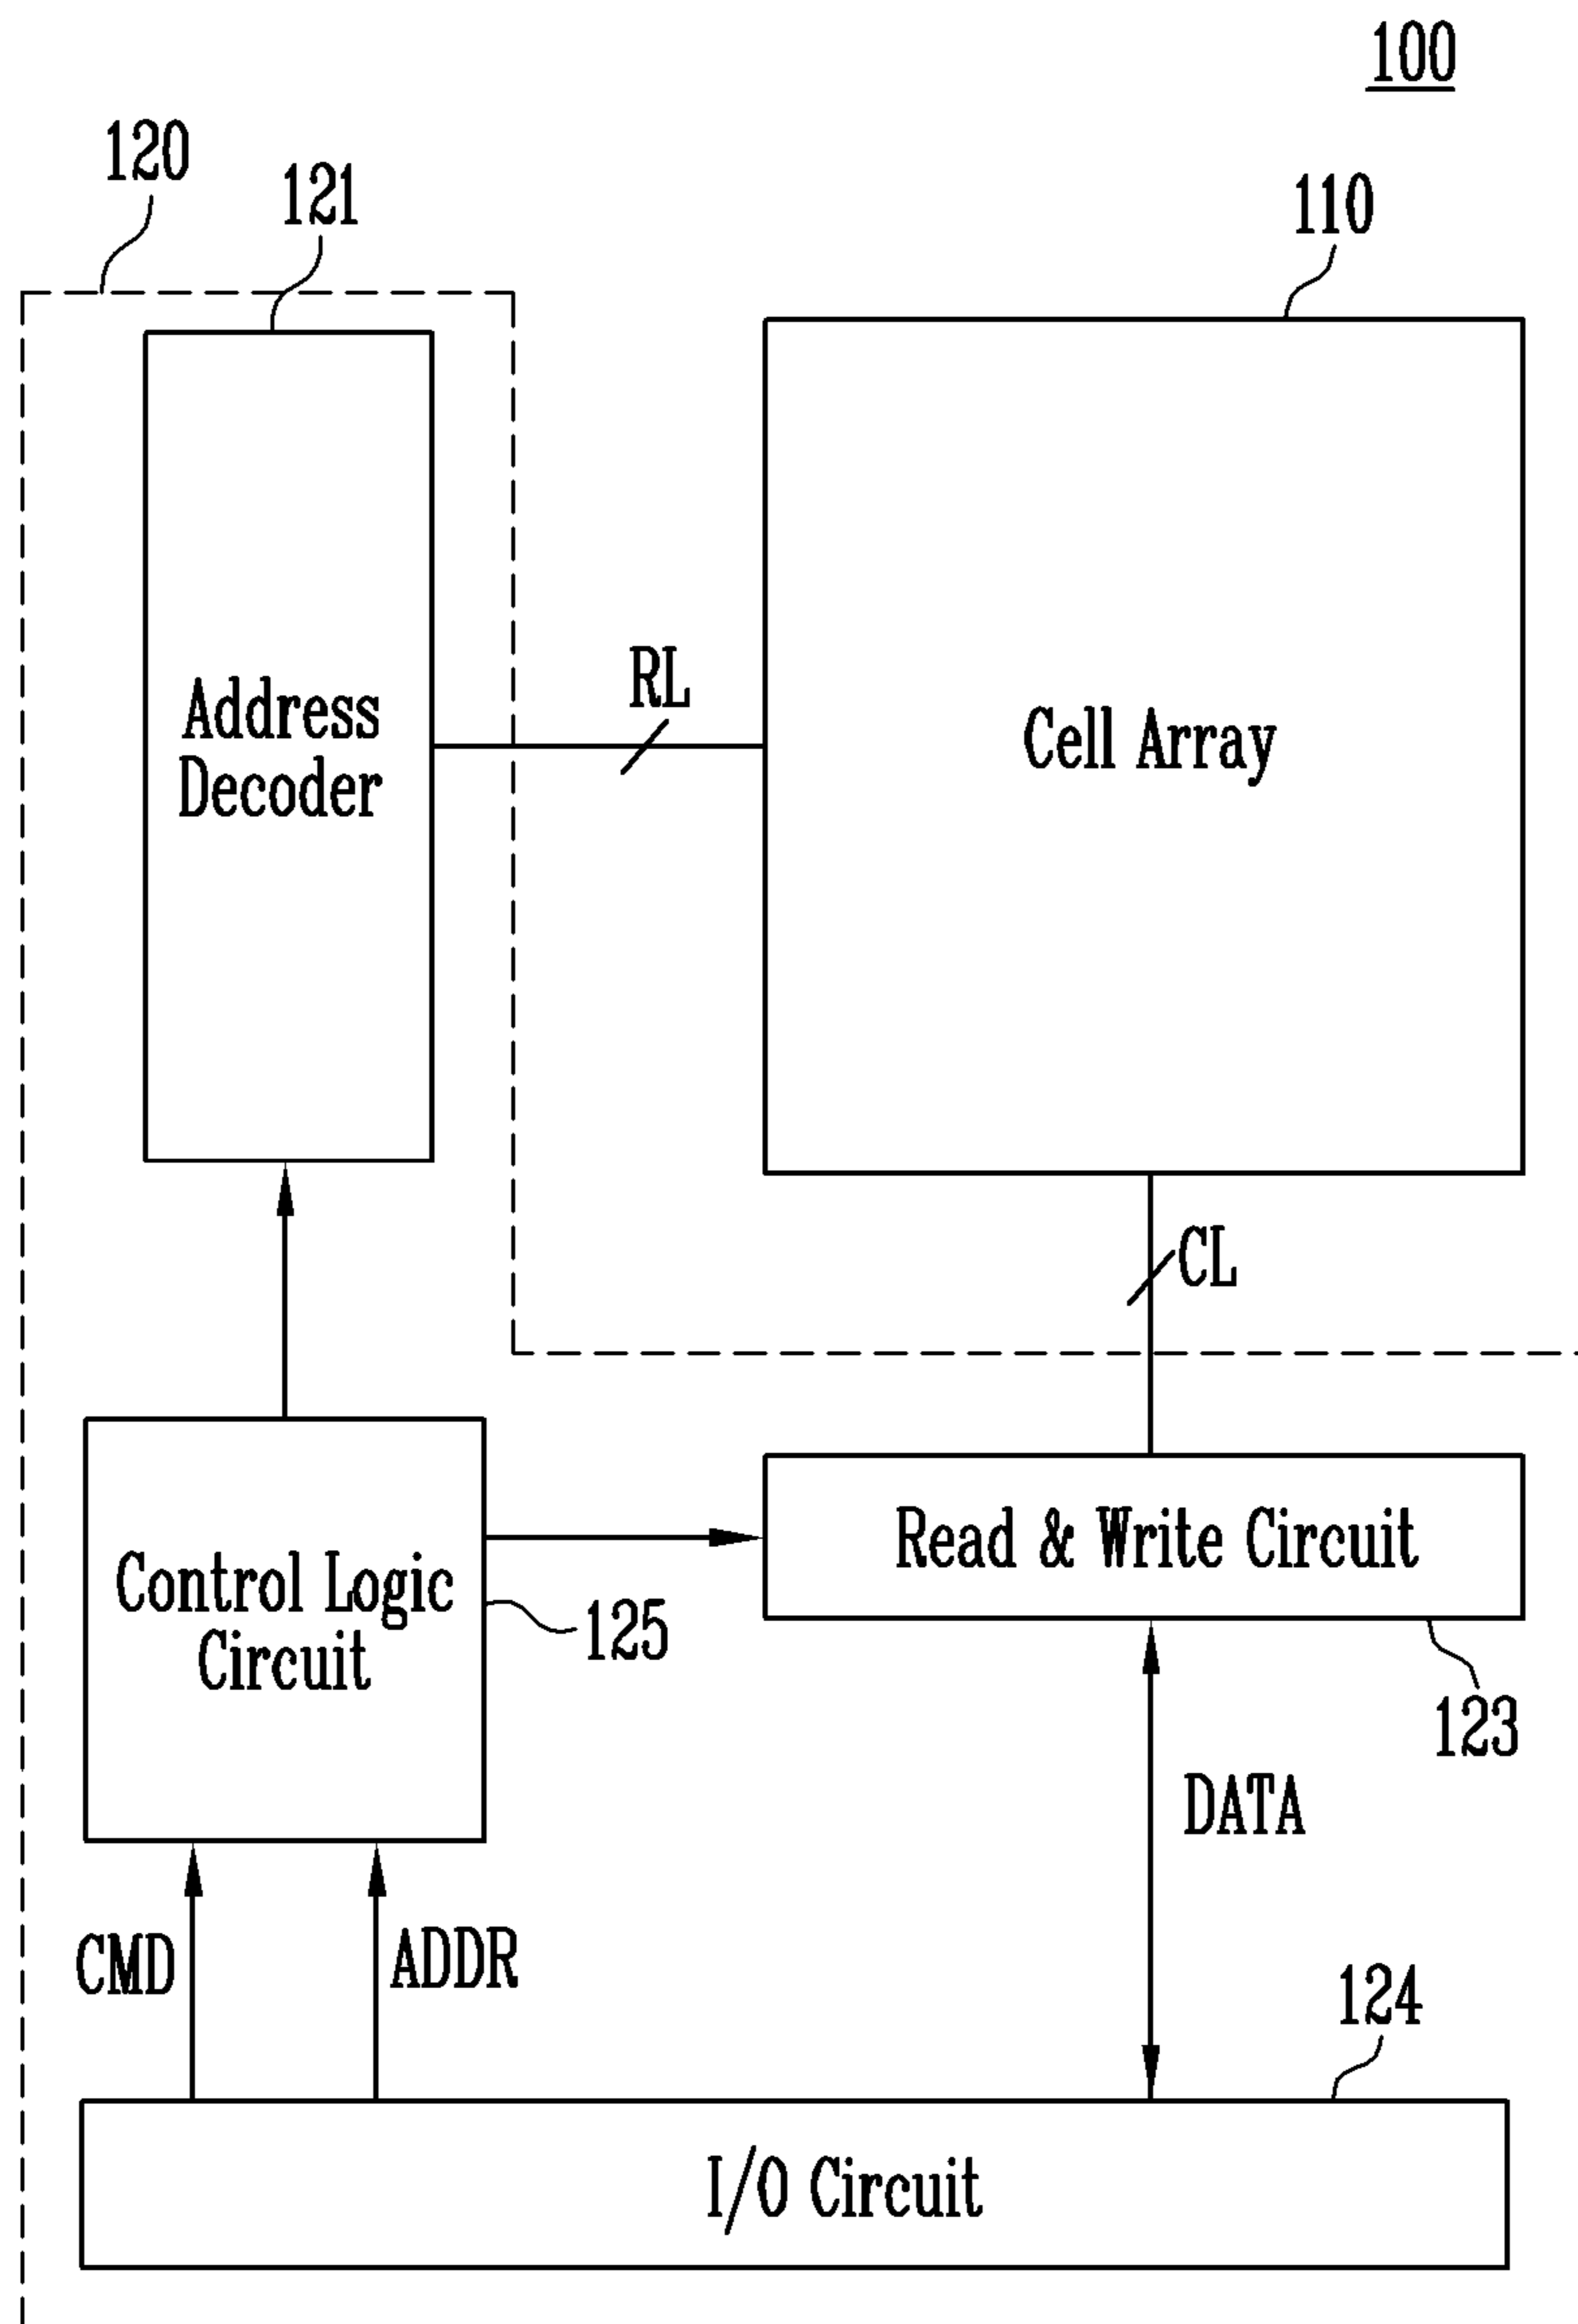 100
120
121
110
RL
Address
Decoder
Cell Array
CL
Read & Write Circuit
Control Logic
Circuit
125
123
DATA
CMD
ADDR
124
I/O Circuit